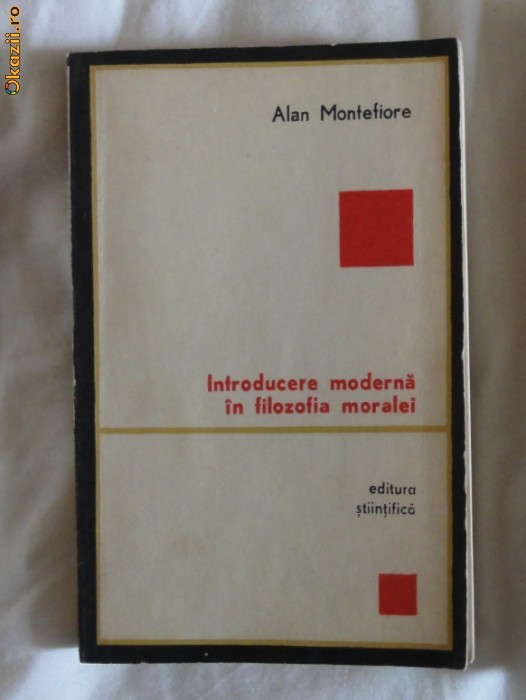 Okazii.ro
Alan Montefiore
Introducere modernă
în filozofia moralei
editura
științifică